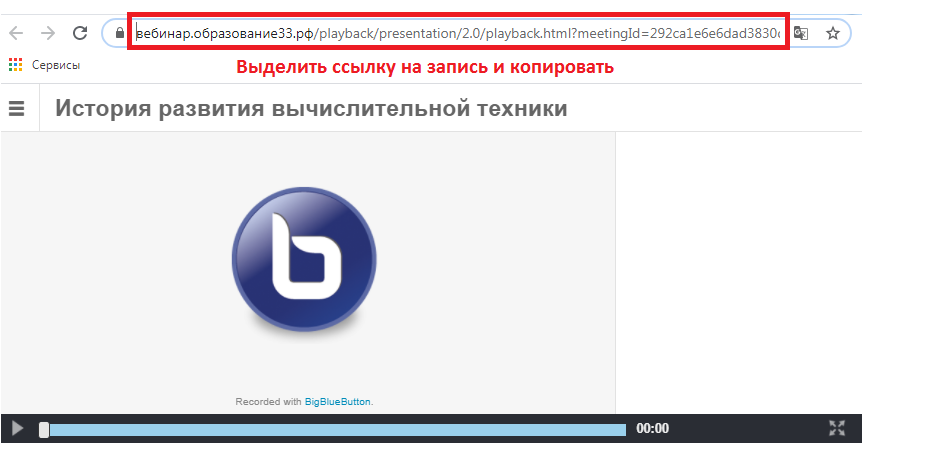 вебинар.образование33.рф/playback/presentation/2.0/playback.html?meetingId=292ca1e6e6dad3830
Сервисы
Выделить ссылку на запись и копировать
История развития вычислительной техники
Recorded with BigBlueButton.
00:00